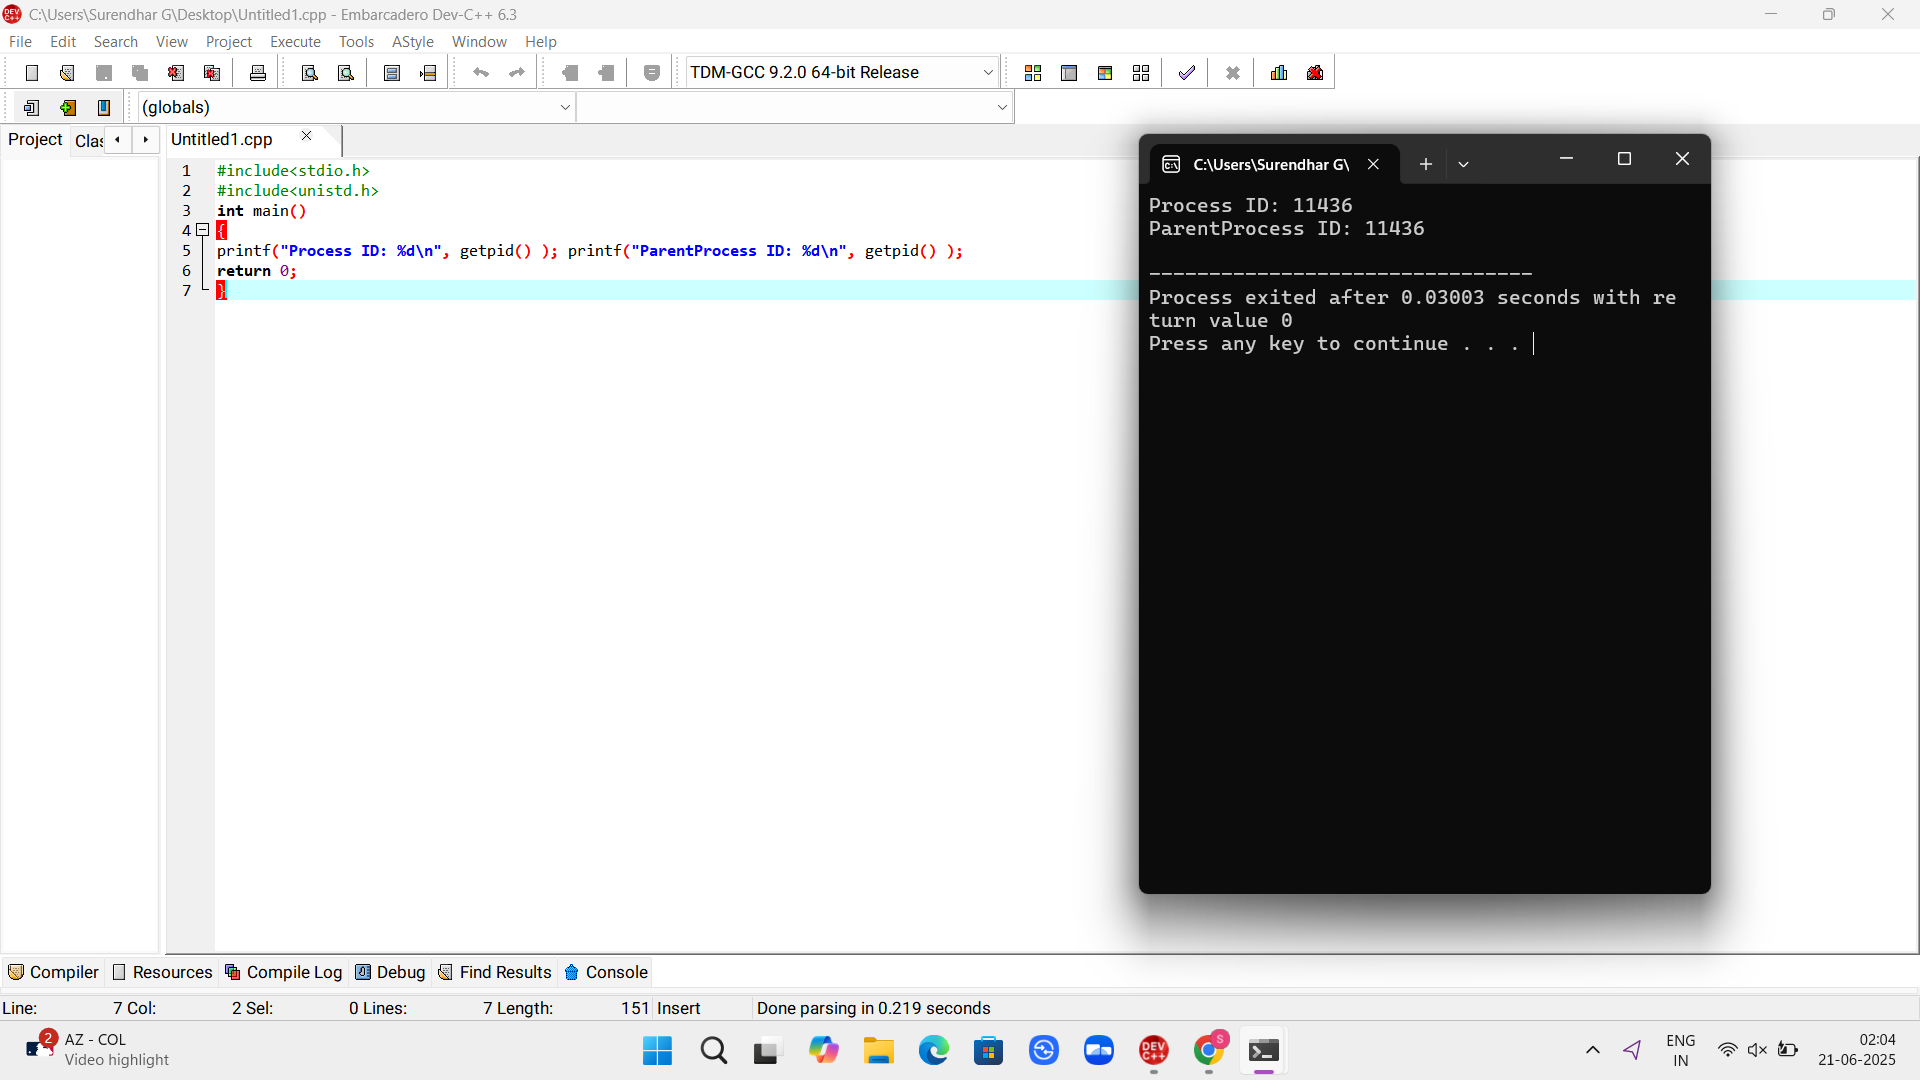 C:\Users\Surendhar G\Desktop\Untitled1.cpp - Embarcadero Dev-C++ 6.3
File Edit Search View Project Execute Tools AStyle Window Help
TDM-GCC 9.2.0 64-bit Release
(globals)
Project Clas Untitled1.cpp
1 #include<stdio.h>
2 #include<unistd.h>
3 int main()
4 {
5 printf("Process ID: %d\n", getpid() ); printf("ParentProcess ID: %d\n", getpid() );
6 return 0;
7 }
C:\Users\Surendhar G\
Process ID: 11436
ParentProcess ID: 11436
--------------------------------
Process exited after 0.03003 seconds with re
turn value 0
Press any key to continue . . .
Compiler Resources Compile Log Debug Find Results Console
Line: 7 Col: 2 Sel: 0 Lines: 7 Length: 151 Insert Done parsing in 0.219 seconds
2 AZ - COL
Video highlight
DEV C++
S
ENG
IN
02:04
21-06-2025